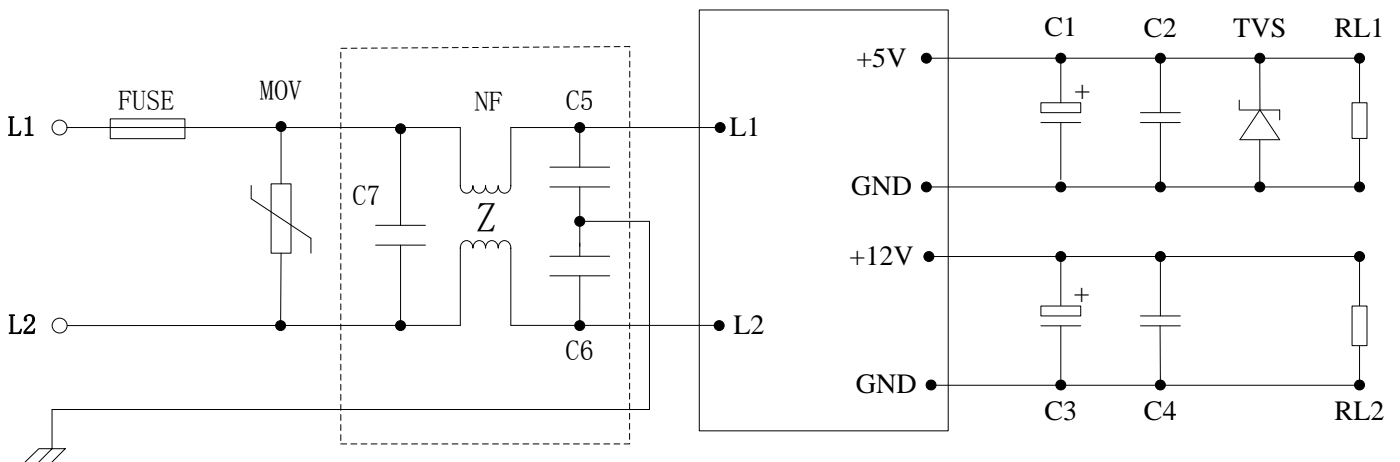 C1 C2 TVS RL1
+5V
FUSE MOV NF C5
L1 L1
GND
C7
Z
+12V
L2 L2
C6
GND
C3 C4 RL2